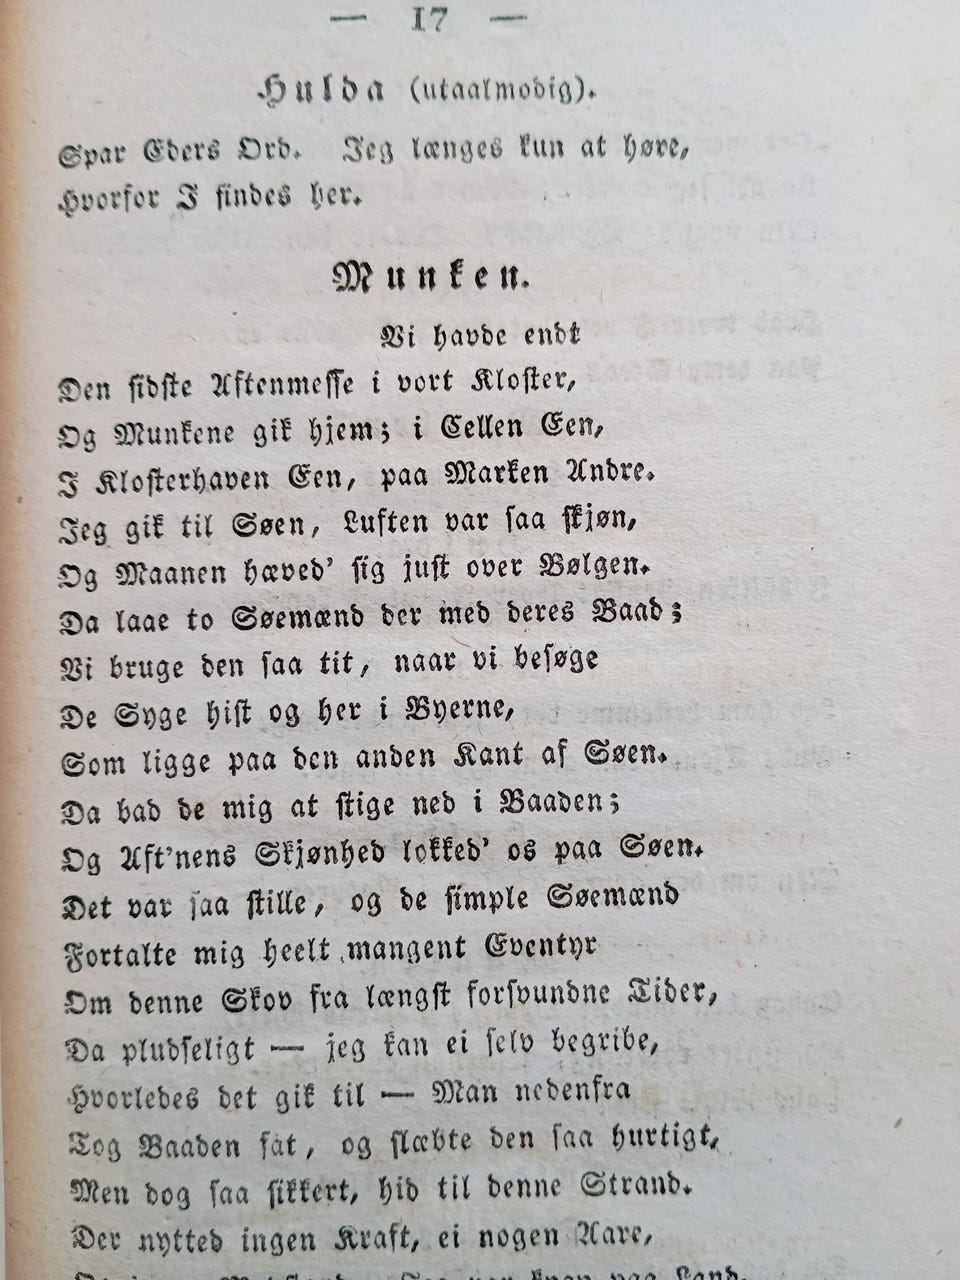 — 17 —
Hulda (utaalmodig).
Spar Eders Ord. Jeg længes kun at høre,
Hvorfor I findes her.
Munken.
Vi havde endt
Den sidste Aftenmesse i vort Kloster,
Og Munkene gik hjem; i Cellen Een,
I Klosterhaven Een, paa Marken Andre.
Jeg gik til Søen, Luften var saa skjøn,
Og Maanen hæved' sig just over Bølgen.
Da laae to Søemænd der med deres Baad;
Vi bruge den saa tit, naar vi besøge
De Syge hist og her i Byerne,
Som ligge paa den anden Kant af Søen.
Da bad de mig at stige ned i Baaden;
Og Aft'nens Skjønhed lokked' os paa Søen.
Det var saa stille, og de simple Søemænd
Fortalte mig heelt mangent Eventyr
Om denne Skov fra længst forsvundne Tider,
Da pludseligt — jeg kan ei selv begribe,
Hvorledes det gik til — Man nedenfra
Tog Baaden fat, og slæbte den saa hurtigt,
Men dog saa sikkert, hid til denne Strand.
Der nytted ingen Kraft, ei nogen Aare,
paa Land.